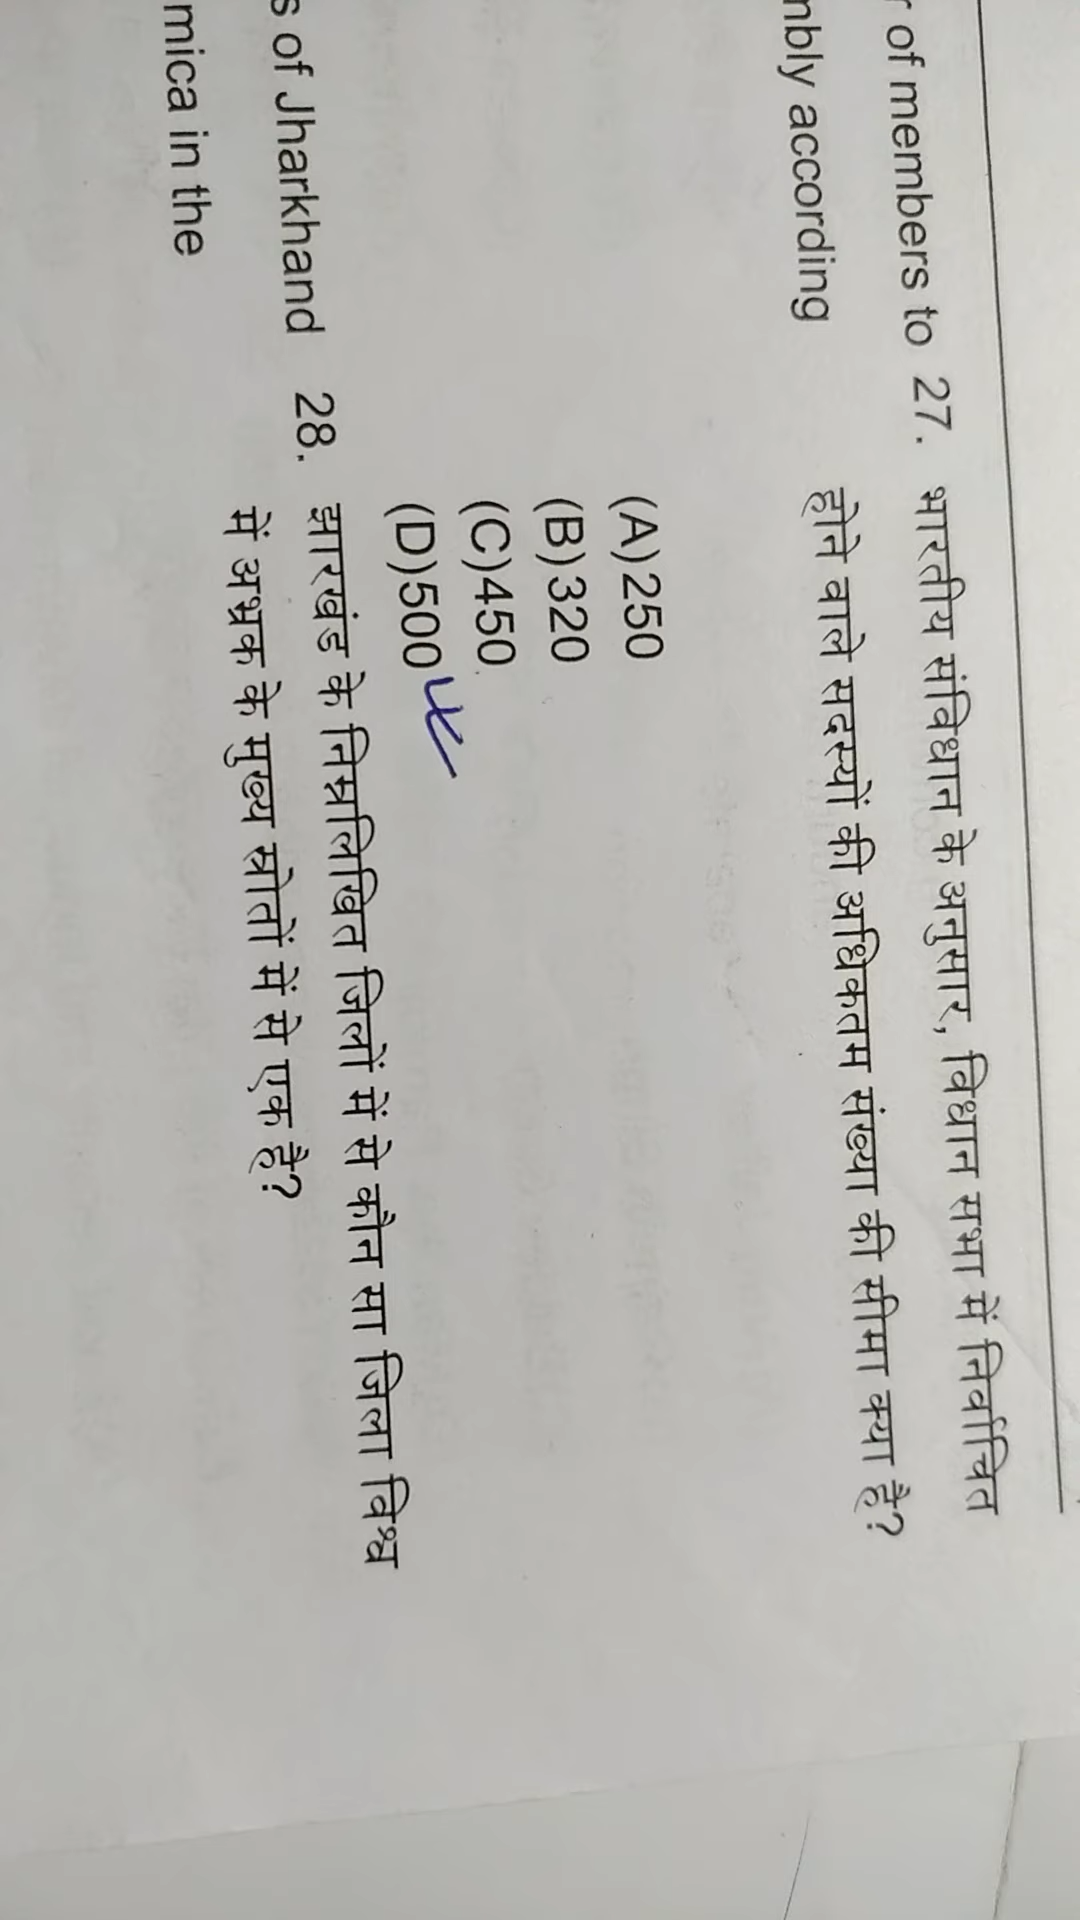 r of members to
nbly according
s of Jharkhand
mica in the
27. भारतीय संविधान के अनुसार, विधान सभा में निर्वाचित
होने वाले सदस्यों की अधिकतम संख्या की सीमा क्या है?
(A)250
(B)320
(C)450
(D)500
28. झारखंड के निम्नलिखित जिलों में से कौन सा जिला विश्व
में अभ्रक के मुख्य स्रोतों में से एक है?